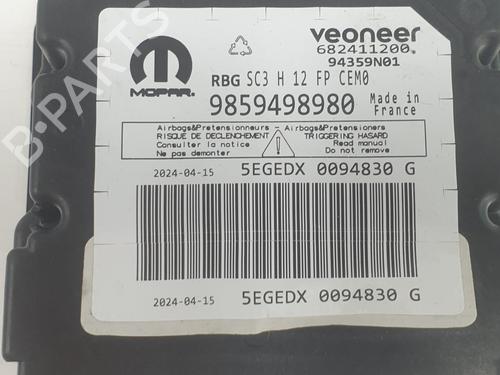 veoneer
682411200.
94359N01
MOPAR.
RBG SC3 H 12 FP CEM0
9859498980 Made in
France
Airbags&Pretensionneurs - Airbags&Pretensioners
RISQUE DE DECLENCHEMENT TRIGGERING HASARD
Consulter la notice Read manual
Ne pas demonter Do not remove
2024-04-15 5EGEDX 0094830 G
2024-04-15 5EGEDX 0094830 G
B-PARTS